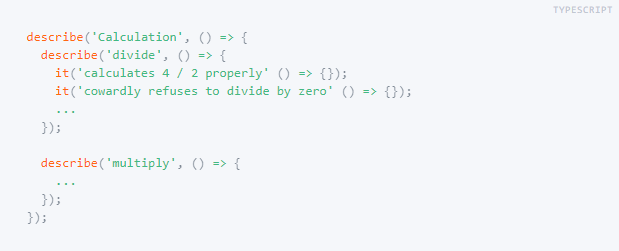 TYPESCRIPT
describe('Calculation', () => {
  describe('divide', () => {
    it('calculates 4 / 2 properly' () => {});
    it('cowardly refuses to divide by zero' () => {});
    ...
  });

  describe('multiply', () => {
    ...
  });
});